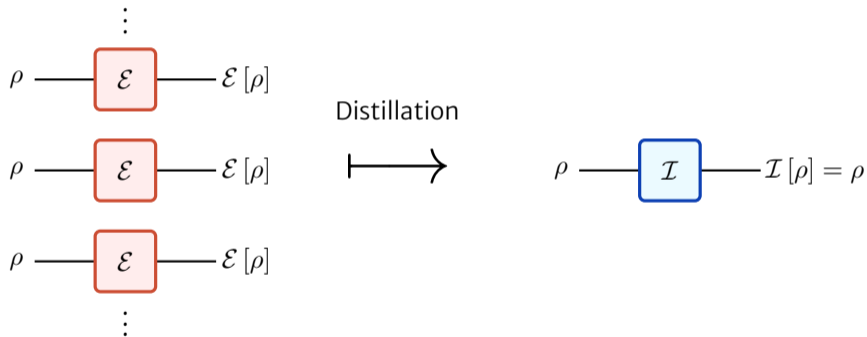 ⋮
ρ ℰ ℰ [ρ]
Distillation
ρ ℰ ℰ [ρ]
ρ ℐ ℐ [ρ] = ρ
ρ ℰ ℰ [ρ]
⋮